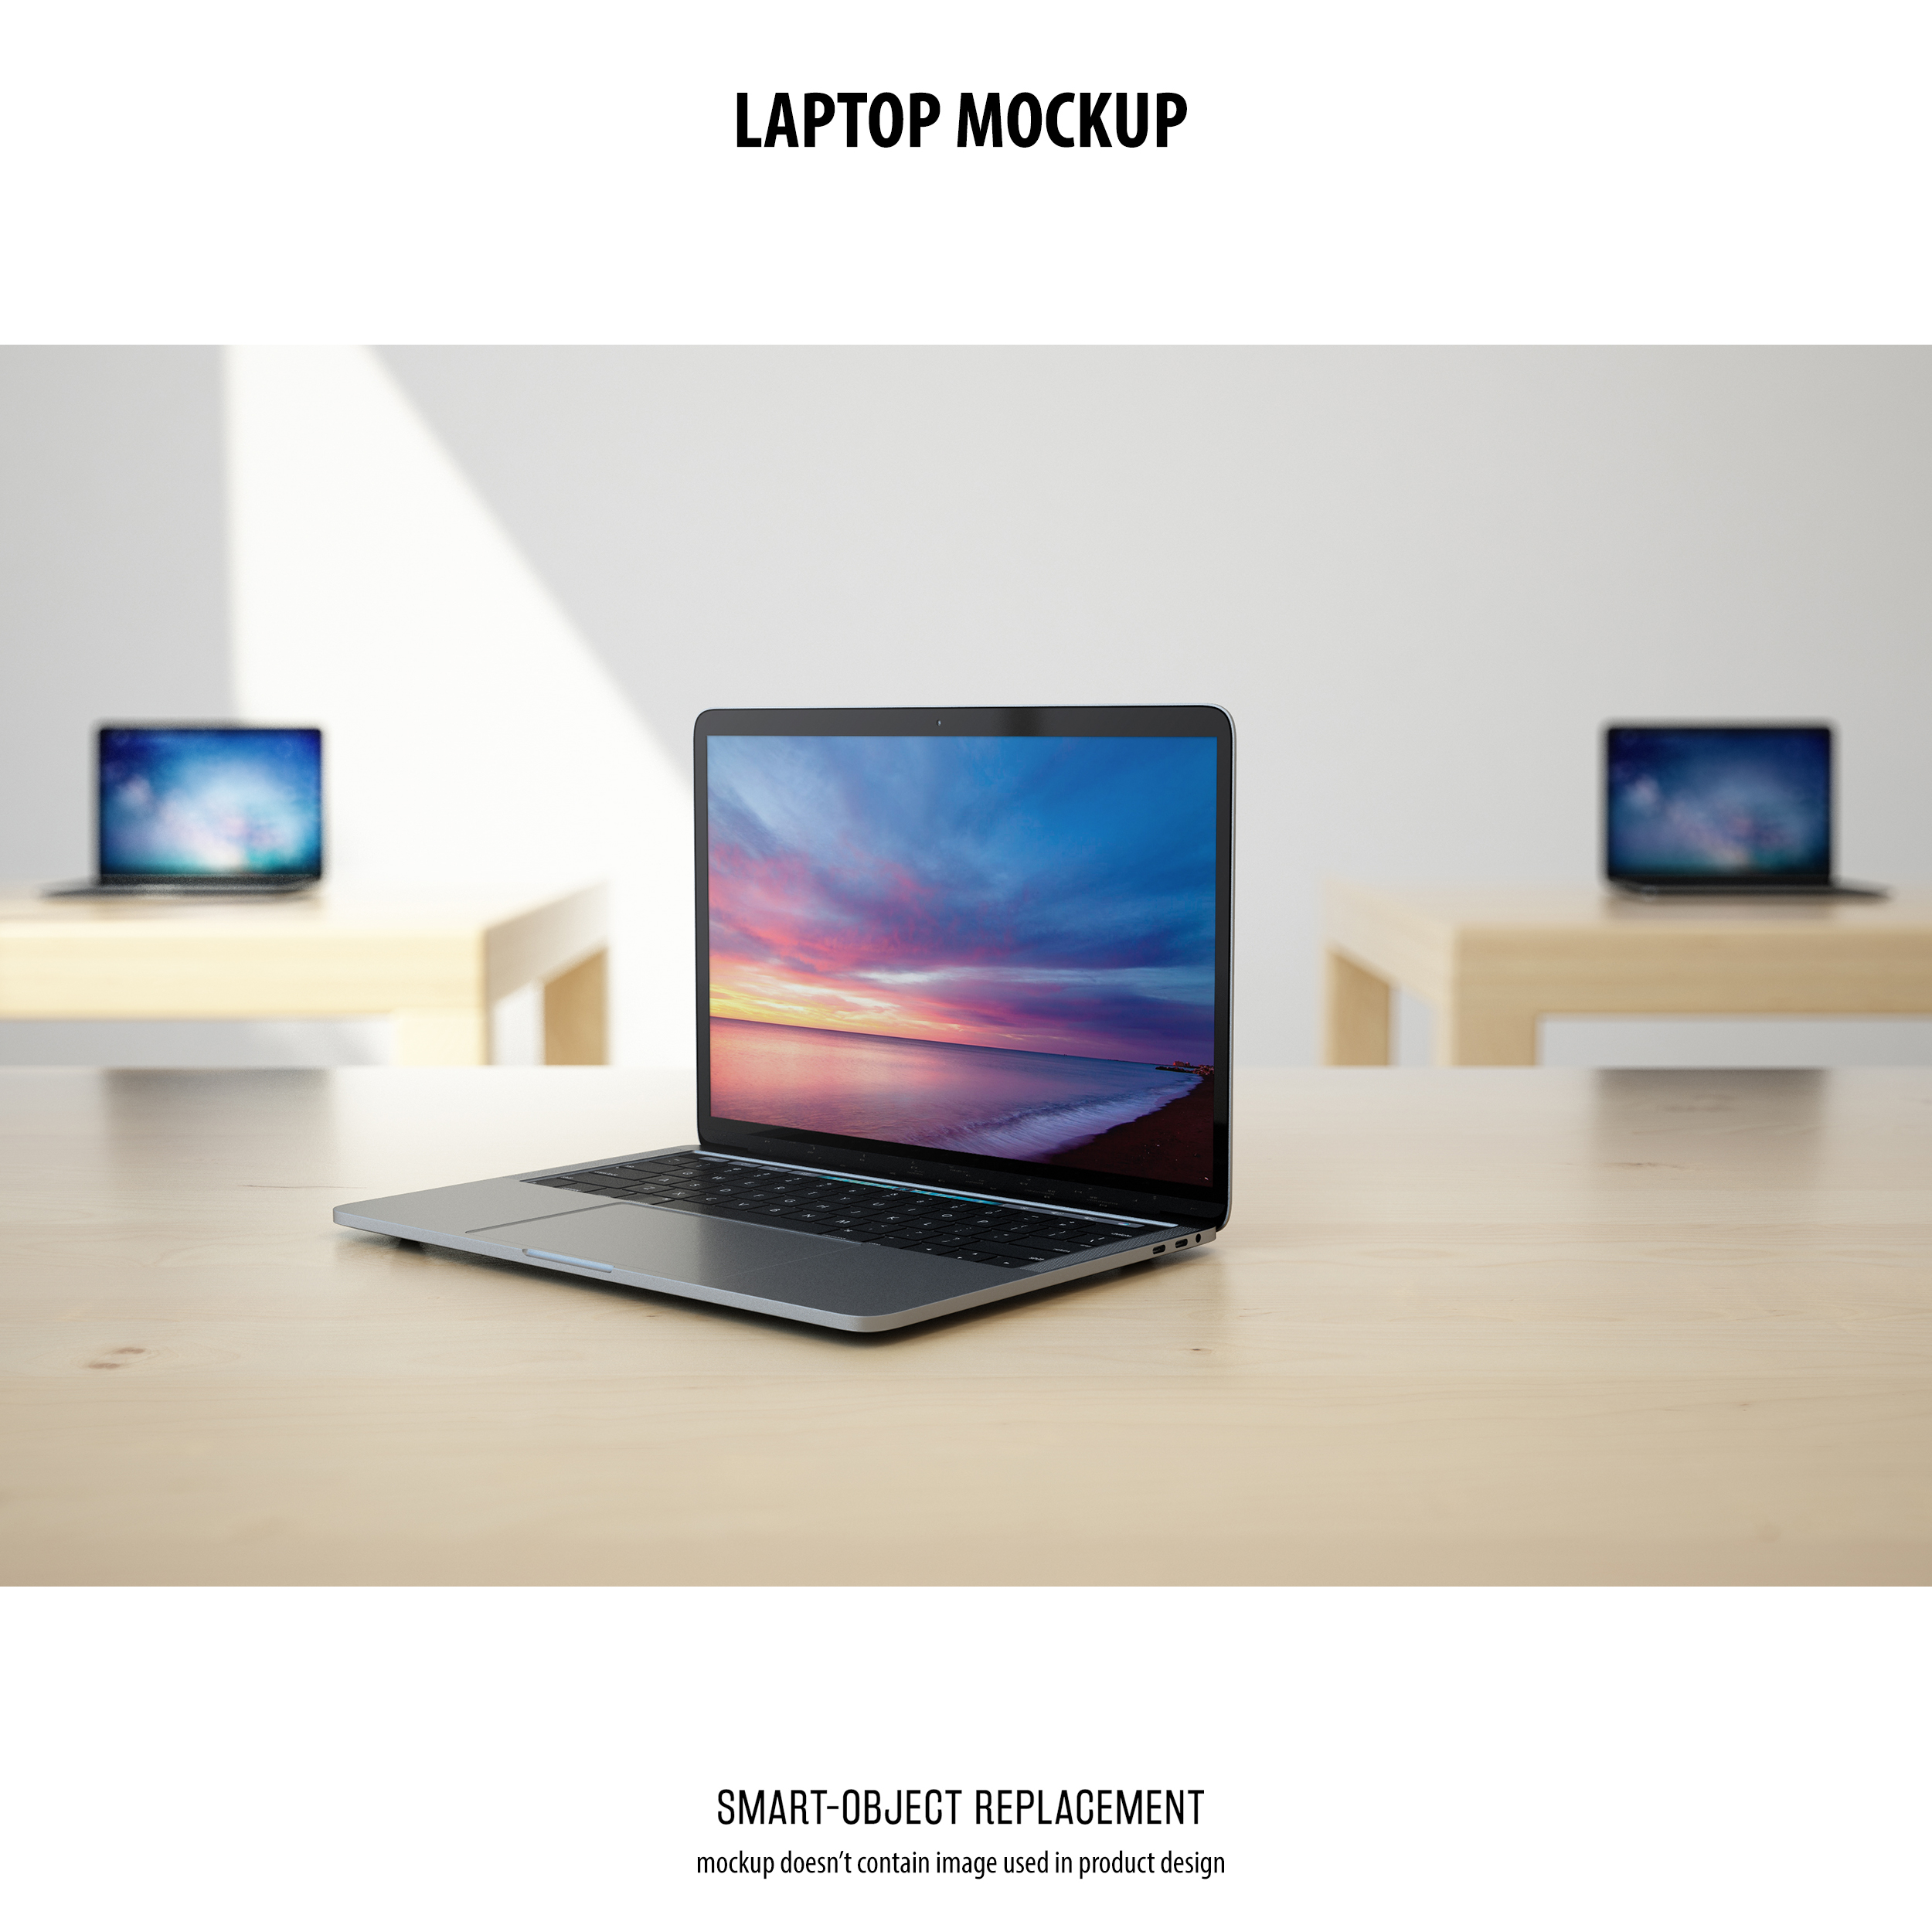 LAPTOP MOCKUP
SMART-OBJECT REPLACEMENT
mockup doesn’t contain image used in product design